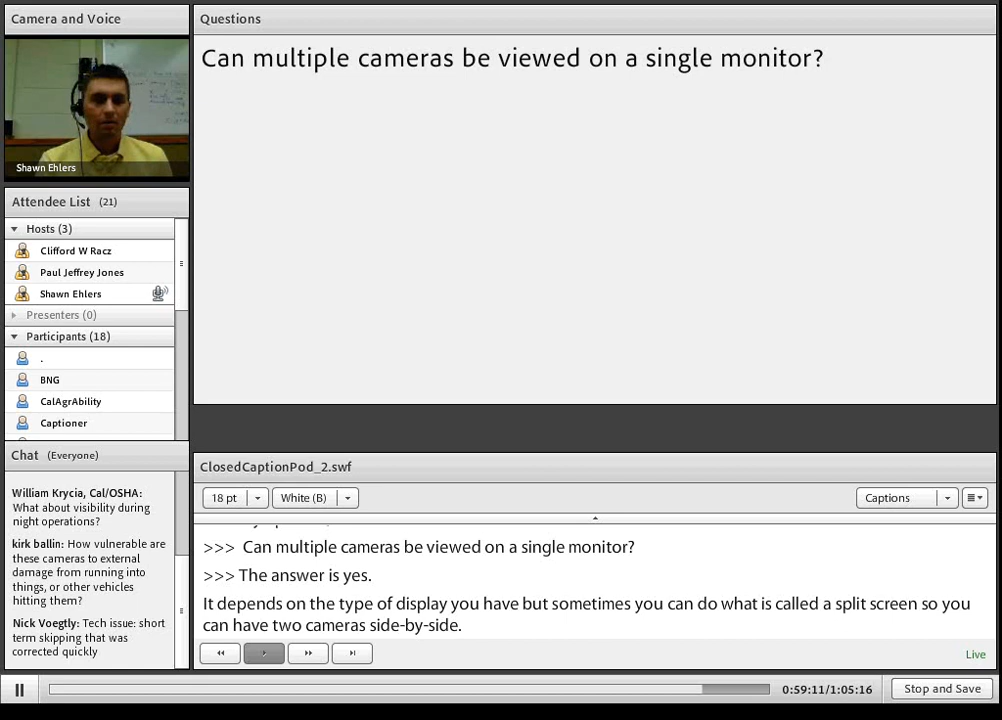 Camera and Voice
Shawn Ehlers
Attendee List (21)
Hosts (3)
Clifford W Racz
Paul Jeffrey Jones
Shawn Ehlers
Presenters (0)
Participants (18)
.
BNG
CalAgrAbility
Captioner
Chat (Everyone)
William Krycia, Cal/OSHA:
What about visibility during
night operations?
kirk ballin: How vulnerable are
these cameras to external
damage from running into
things, or other vehicles
hitting them?
Nick Voegtly: Tech issue: short
term skipping that was
corrected quickly
Questions
Can multiple cameras be viewed on a single monitor?
ClosedCaptionPod_2.swf
18 pt
White (B)
Captions
>>> Can multiple cameras be viewed on a single monitor?
>>> The answer is yes.
It depends on the type of display you have but sometimes you can do what is called a split screen so you
can have two cameras side-by-side.
Live
0:59:11/1:05:16
Stop and Save